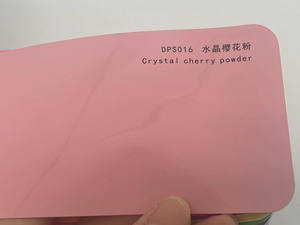 DPS016 水晶樱花粉
Crystal cherry powder